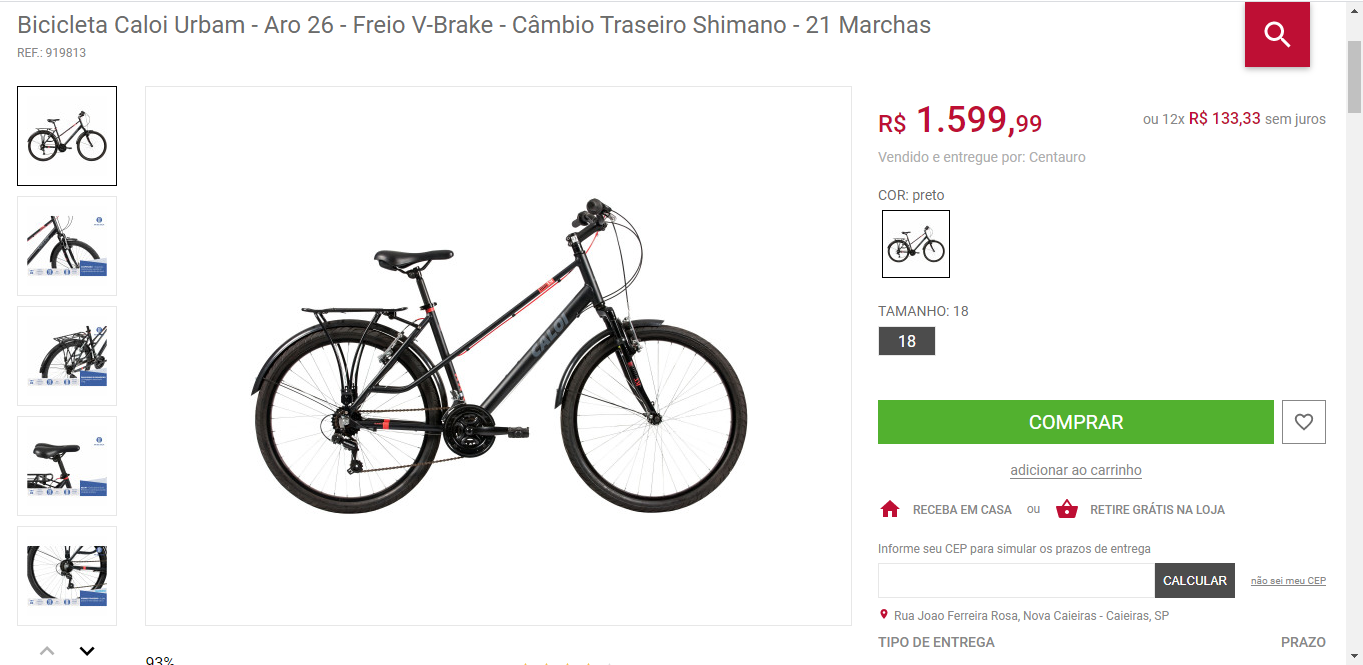 Bicicleta Caloi Urbam - Aro 26 - Freio V-Brake - Câmbio Traseiro Shimano - 21 Marchas
REF.: 919813
R$ 1.599,99
ou 12x R$ 133,33 sem juros
Vendido e entregue por: Centauro
COR: preto
TAMANHO: 18
18
CALOI
COMPRAR
adicionar ao carrinho
RECEBA EM CASA ou RETIRE GRÁTIS NA LOJA
Informe seu CEP para simular os prazos de entrega
CALCULAR
não sei meu CEP
Rua Joao Ferreira Rosa, Nova Caieiras - Caieiras, SP
TIPO DE ENTREGA
PRAZO
93%